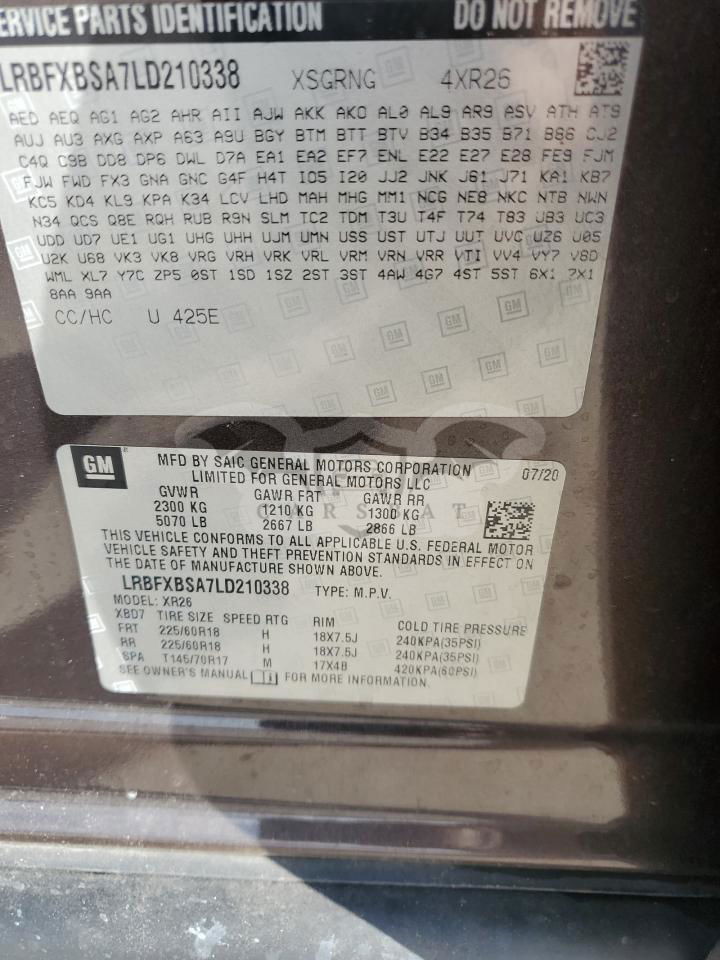 SERVICE PARTS IDENTIFICATION DO NOT REMOVE
LRBFXBSA7LD210338 XSGRNG 4XR26
AED AEQ AG1 AG2 AHR AII AJW AKK AKO AL0 AL9 AR9 ASV ATH AT9
AUJ AU3 AXG AXP A63 A9U BGY BTM BTT BTV B34 B35 B71 B86 CJ2
C4Q C9B DD8 DP6 DWL D7A EA1 EA2 EF7 ENL E22 E27 E28 FE9 FJM
FJW FWD FX3 GNA GNC G4F H4T IO5 I20 JJ2 JNK J61 J71 KA1 KB7
KC5 KD4 KL9 KPA K34 LCV LHD MAH MHG MM1 NCG NE8 NKC NTB NWN
N34 QCS Q8E RQH RUB R9N SLM TC2 TDM T3U T4F T74 T83 UB3 UC3
UDD UD7 UE1 UG1 UHG UHH UJM UMN USS UST UTJ UUT UVC UZ6 U05
U2K U68 VK3 VK8 VRG VRH VRK VRL VRM VRN VRR VTI VV4 VY7 V8D
WML XL7 Y7C ZP5 0ST 1SD 1SZ 2ST 3ST 4AW 4G7 4ST 5ST 6X1 7X1
8AA 9AA
CC/HC U 425E
GM
MFD BY SAIC GENERAL MOTORS CORPORATION 07/20
LIMITED FOR GENERAL MOTORS LLC
GVWR GAWR FRT GAWR RR
2300 KG 1210 KG 1300 KG
5070 LB 2667 LB 2866 LB
THIS VEHICLE CONFORMS TO ALL APPLICABLE U.S. FEDERAL MOTOR
VEHICLE SAFETY AND THEFT PREVENTION STANDARDS IN EFFECT ON
THE DATE OF MANUFACTURE SHOWN ABOVE.
LRBFXBSA7LD210338 TYPE: M.P.V.
MODEL: XR26
XBD7 TIRE SIZE SPEED RTG RIM COLD TIRE PRESSURE
FRT 225/60R18 H 18X7.5J 240KPA(35PSI)
RR 225/60R18 H 18X7.5J 240KPA(35PSI)
SPA T145/70R17 M 17X4B 420KPA(60PSI)
SEE OWNER'S MANUAL FOR MORE INFORMATION